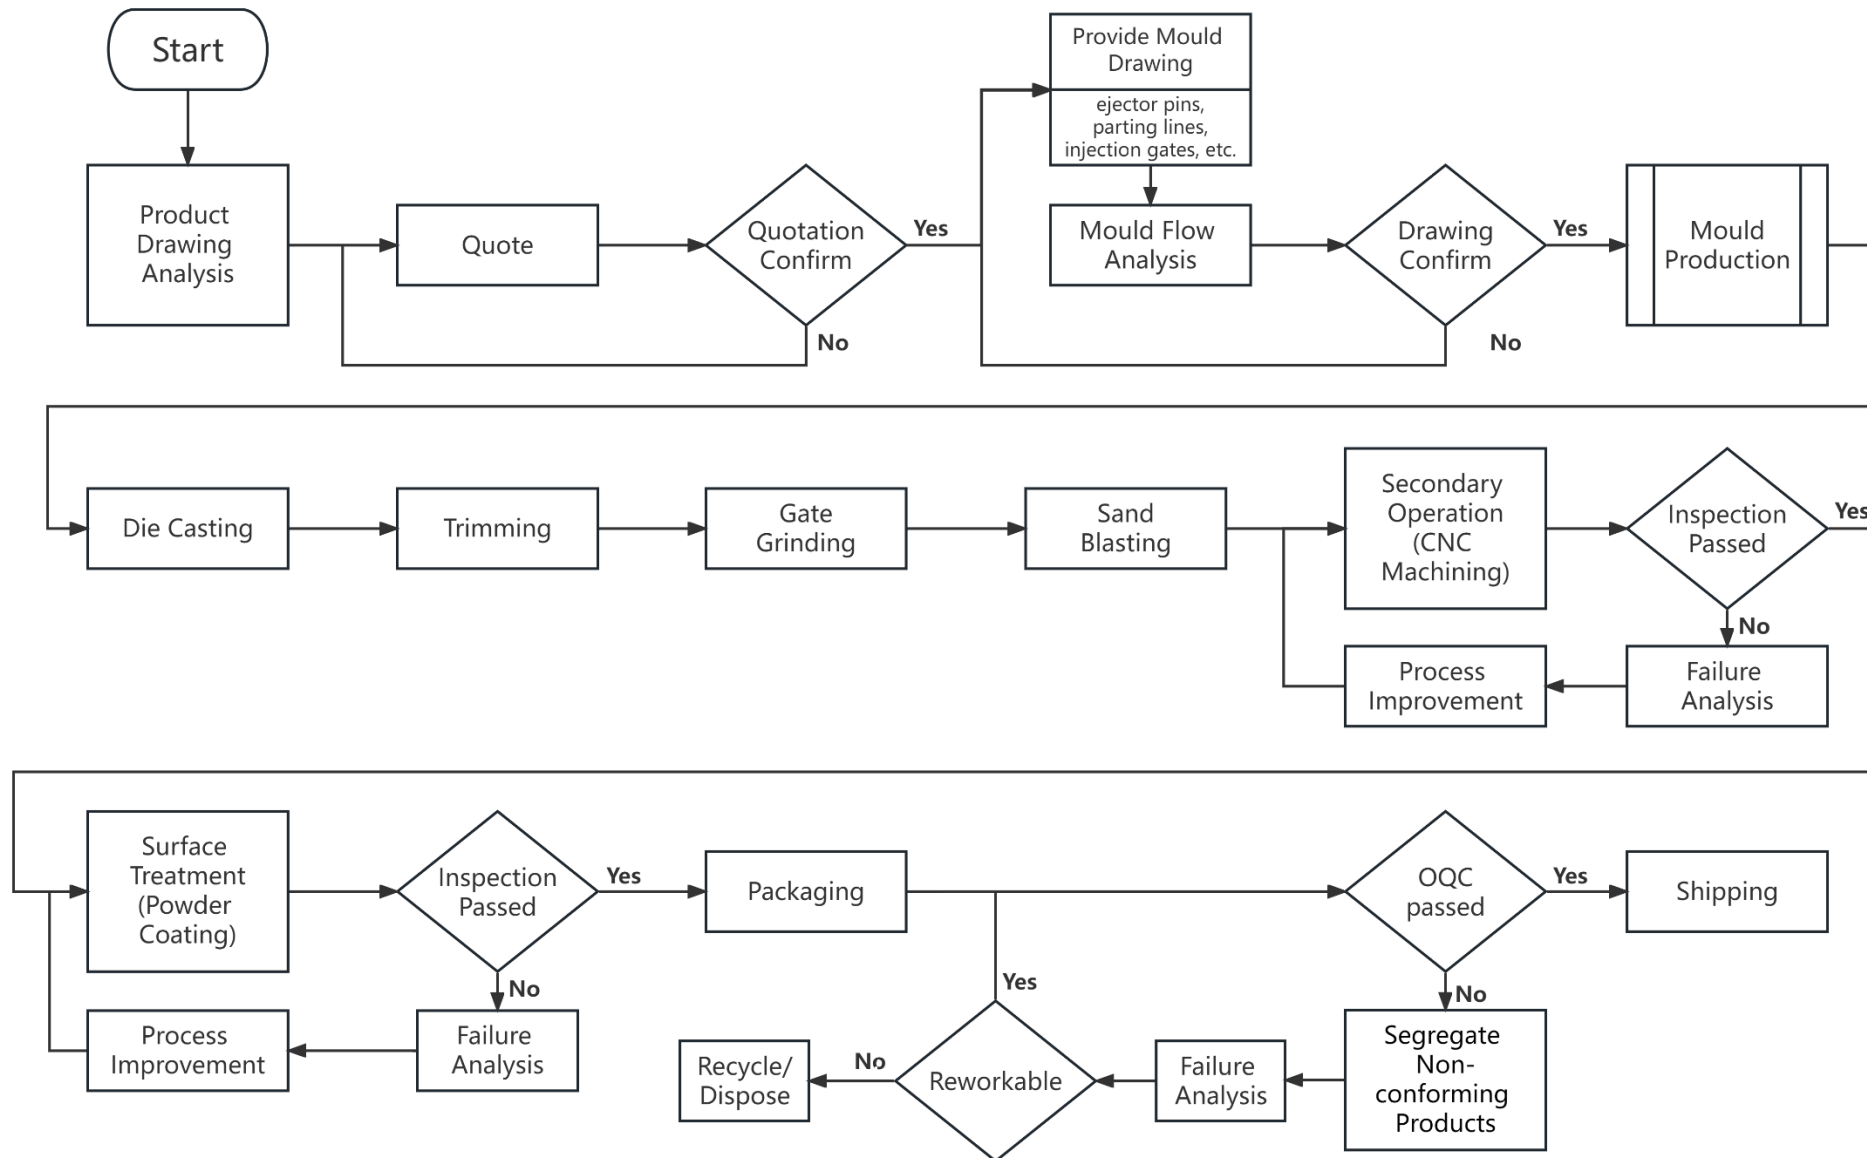 Start
Provide Mould
Drawing
ejector pins,
parting lines,
injection gates, etc.
Product
Drawing
Analysis
Quote
Quotation
Confirm
Yes
No
Mould Flow
Analysis
Drawing
Confirm
Yes
No
Mould
Production
Die Casting
Trimming
Gate
Grinding
Sand
Blasting
Secondary
Operation
(CNC
Machining)
Inspection
Passed
Yes
No
Process
Improvement
Failure
Analysis
Surface
Treatment
(Powder
Coating)
Inspection
Passed
Yes
No
Process
Improvement
Failure
Analysis
Packaging
OQC
passed
Yes
Shipping
No
Yes
Recycle/
Dispose
No
Reworkable
Failure
Analysis
Segregate
Non-
conforming
Products